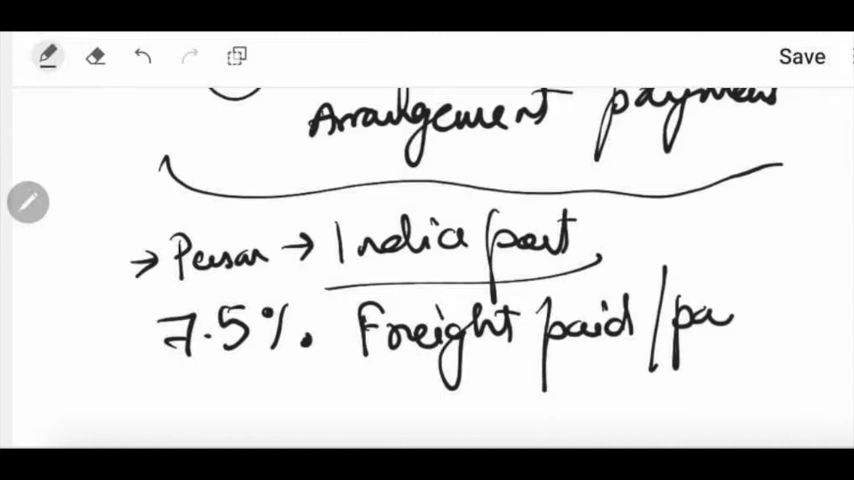 Save
Arrangement payment
→ Person → India port
7.5%. Freight paid/pa